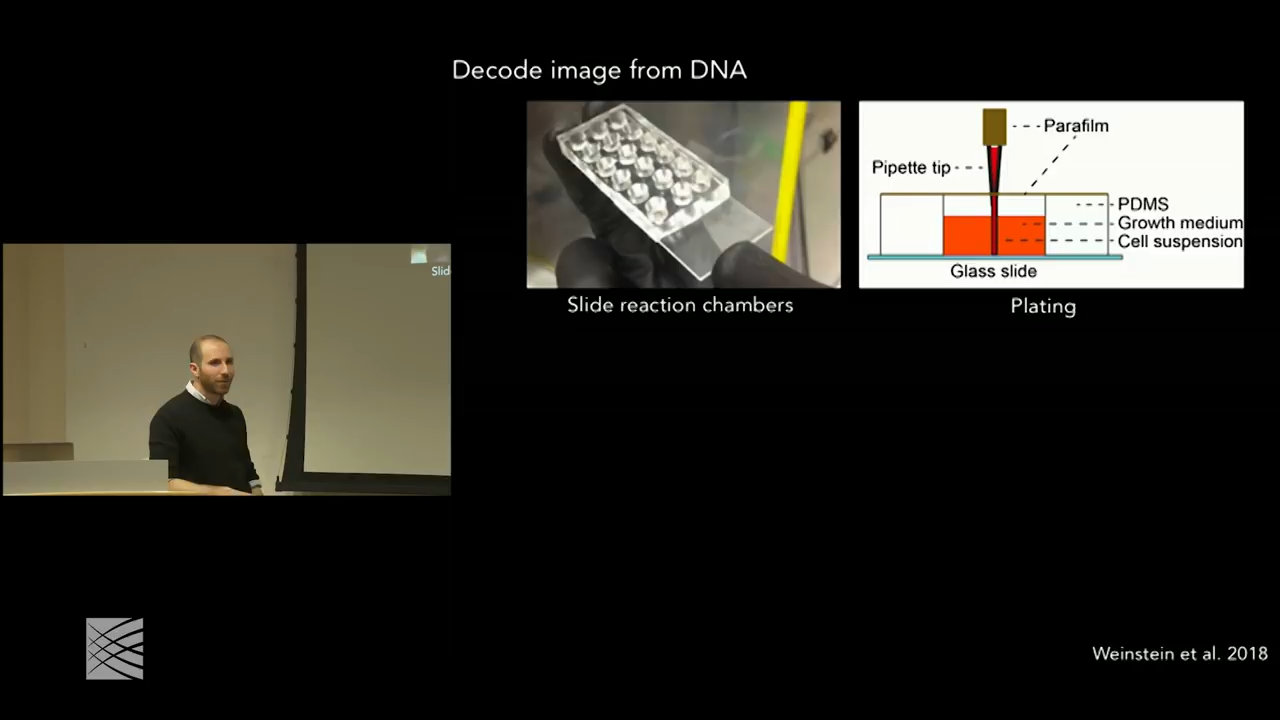 Decode image from DNA
Parafilm
Pipette tip
PDMS
Growth medium
Cell suspension
Glass slide
Slide reaction chambers
Plating
Slid
Weinstein et al. 2018